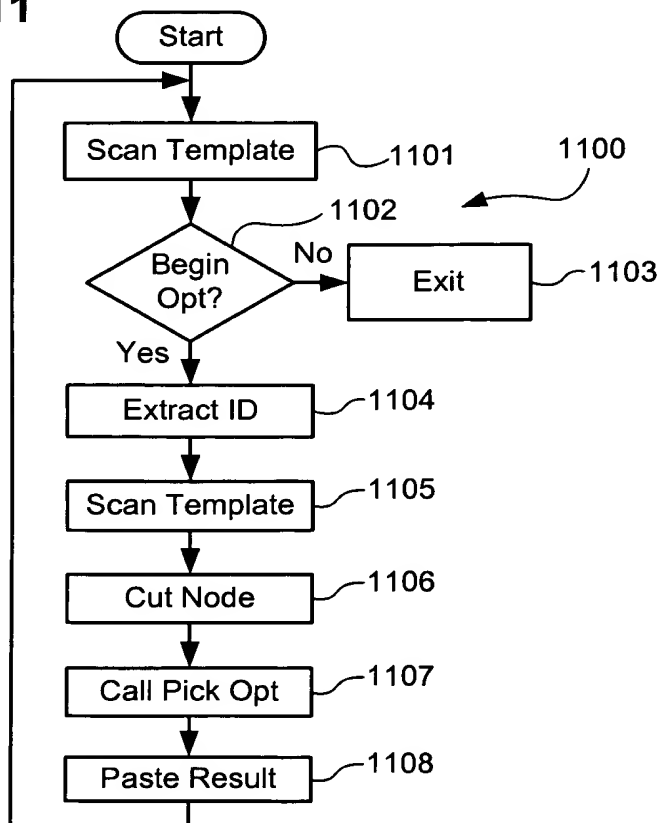 Start
Scan Template
1101
1100
1102
Begin
Opt?
No
Exit
1103
Yes
Extract ID
1104
Scan Template
1105
Cut Node
1106
Call Pick Opt
1107
Paste Result
1108